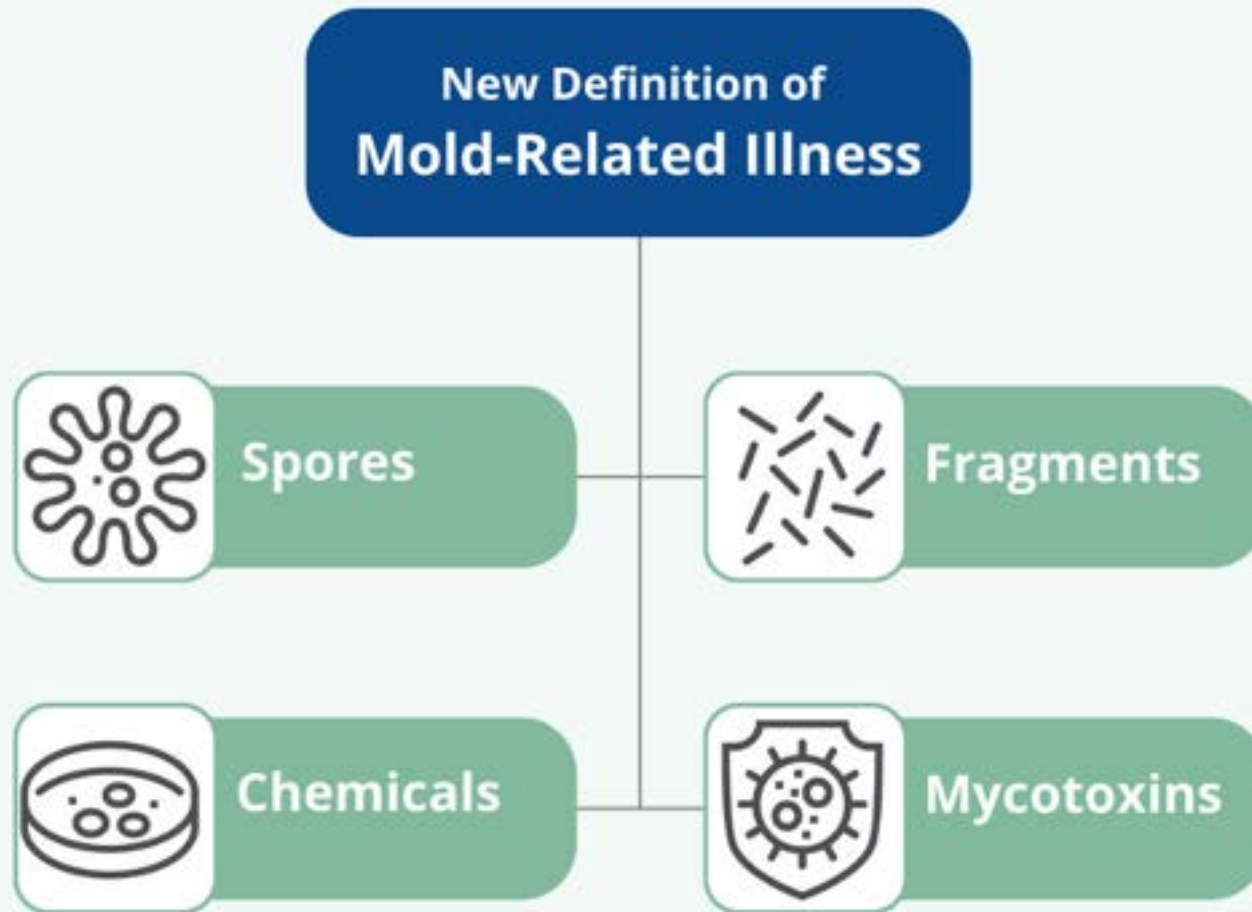 New Definition of
Mold-Related Illness
Spores
Fragments
Chemicals
Mycotoxins